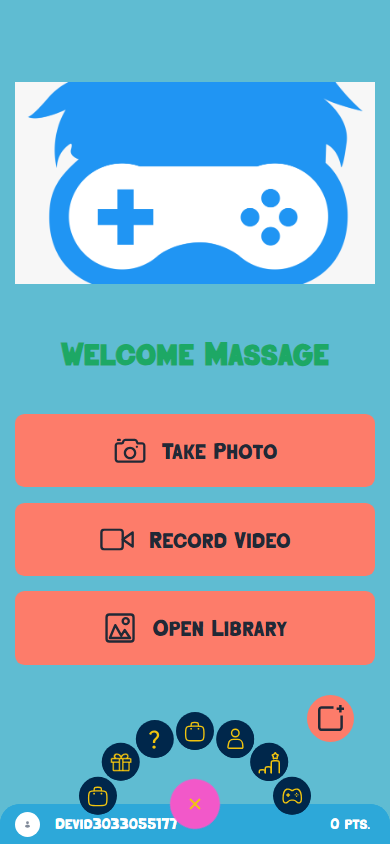 Welcome Massage
Take Photo
Record Video
Open Library
?
Devid3033055177
0 pts.